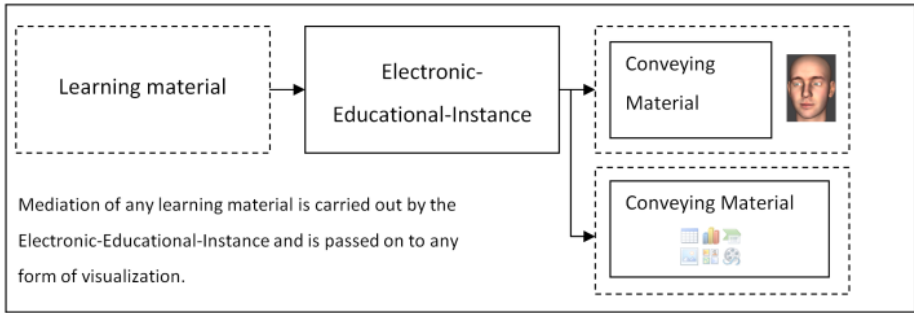 Learning material
Electronic-
Educational-Instance
Conveying
Material
Conveying Material
Mediation of any learning material is carried out by the
Electronic-Educational-Instance and is passed on to any
form of visualization.